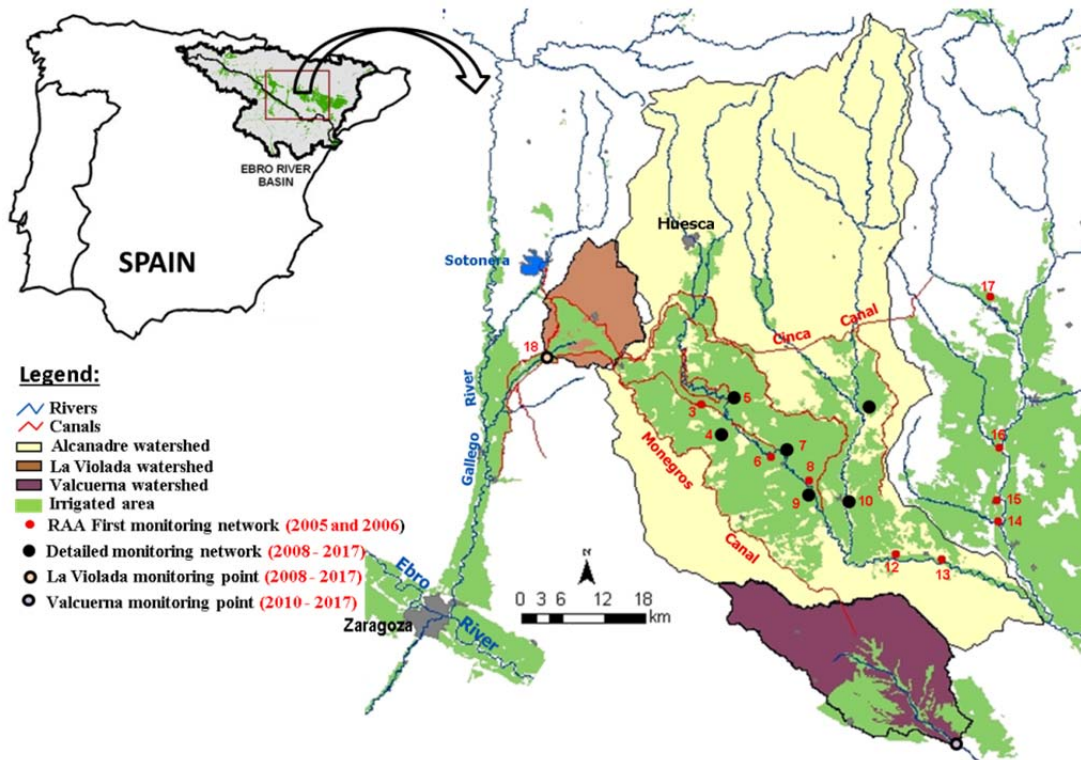 EBRO RIVER
BASIN
SPAIN
Legend:
Rivers
Canals
Alcanadre watershed
La Violada watershed
Valcuerna watershed
Irrigated area
RAA First monitoring network (2005 and 2006)
Detailed monitoring network (2008 - 2017)
La Violada monitoring point (2008 - 2017)
Valcuerna monitoring point (2010 - 2017)
Huesca
Sotonera
17
Cinca
Canal
18
River
Gallego
5
3
4
7
6
8
9
10
16
15
14
Monegros
Canal
12
13
N
0 3 6 12 18
km
Ebro
Zaragoza
River